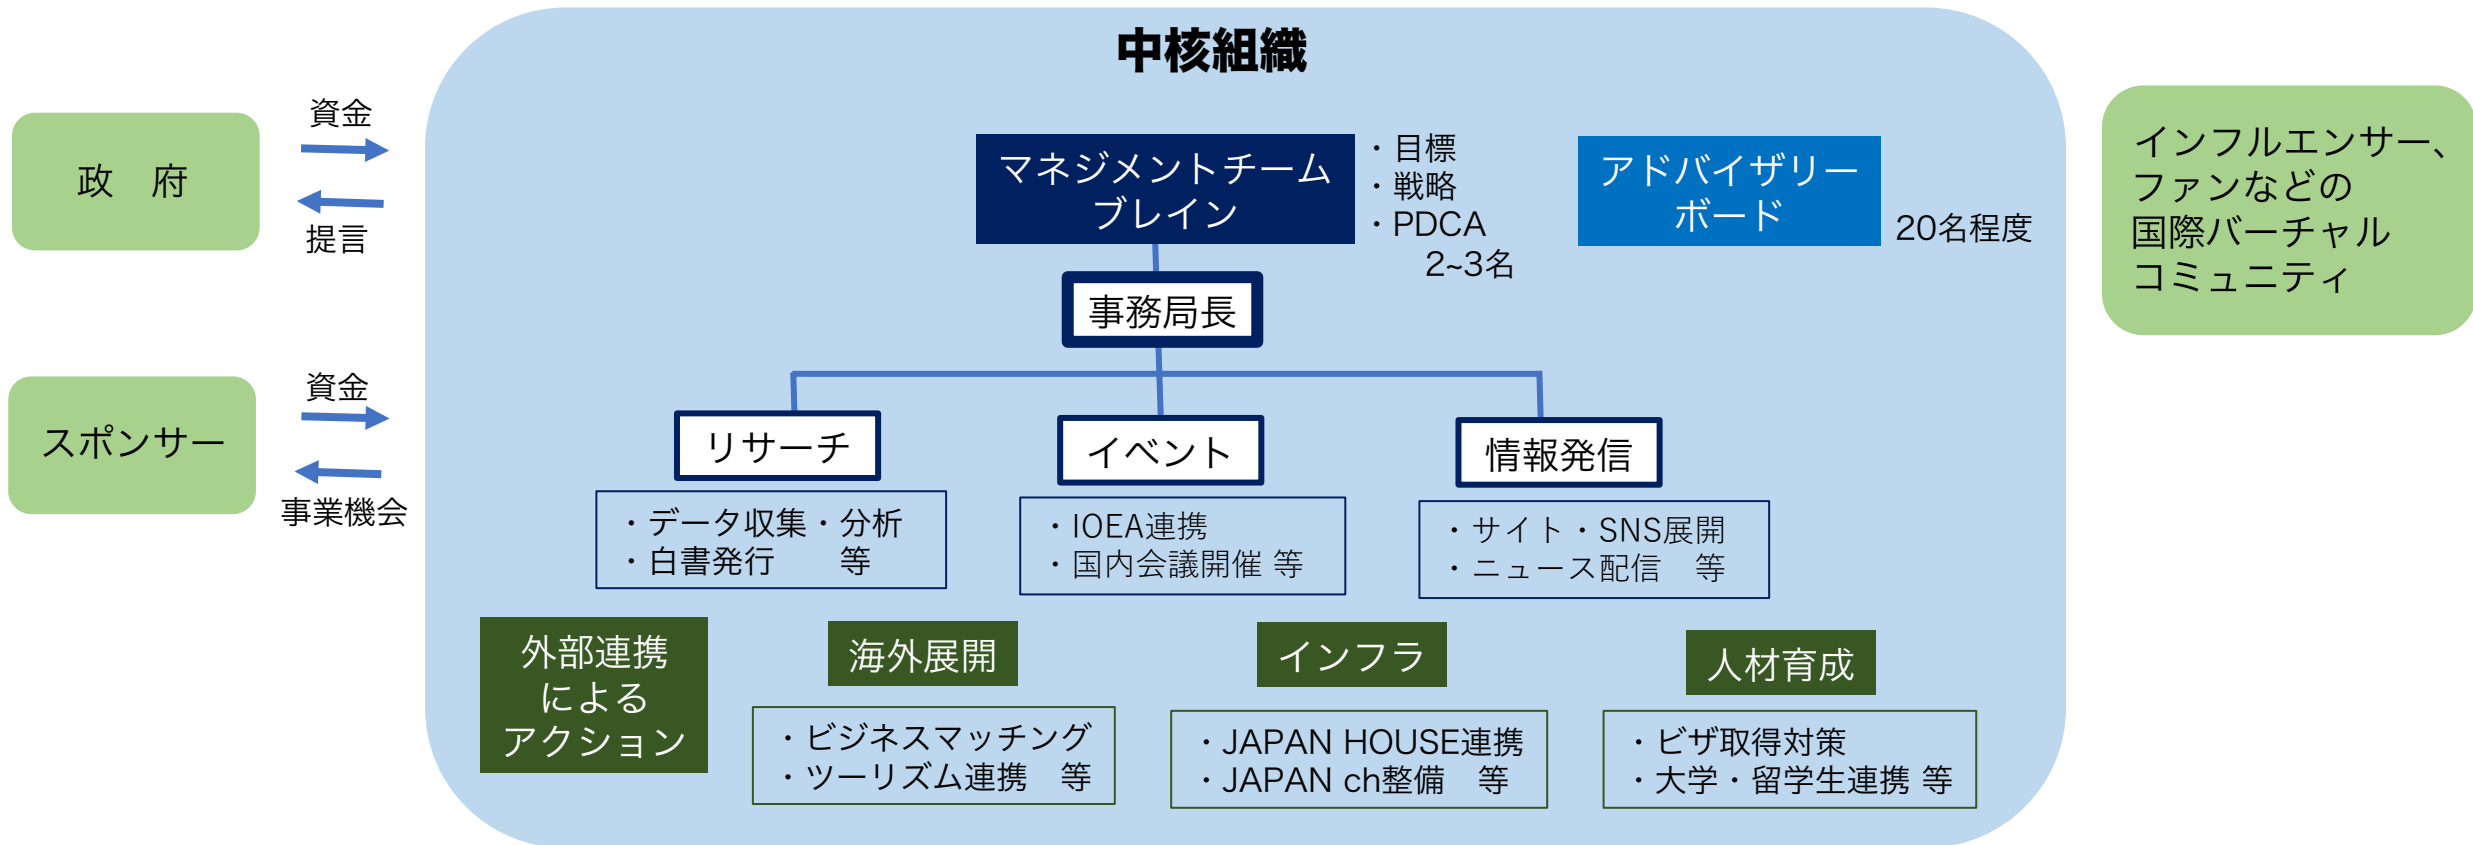 中核組織
資金
政　府
提言
資金
スポンサー
事業機会
マネジメントチーム
ブレイン
・目標
・戦略
・PDCA
2~3名
アドバイザリー
ボード
20名程度
事務局長
リサーチ
・データ収集・分析
・白書発行　　等
イベント
・IOEA連携
・国内会議開催 等
情報発信
・サイト・SNS展開
・ニュース配信　等
外部連携
による
アクション
海外展開
・ビジネスマッチング
・ツーリズム連携　等
インフラ
・JAPAN HOUSE連携
・JAPAN ch整備　等
人材育成
・ビザ取得対策
・大学・留学生連携 等
インフルエンサー、
ファンなどの
国際バーチャル
コミュニティ